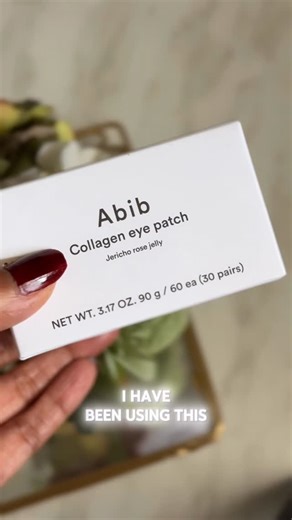 Abib
Collagen eye patch
Jericho rose jelly
NET WT. 3.17 OZ. 90 g / 60 ea (30 pairs)
I HAVE
BEEN USING THIS